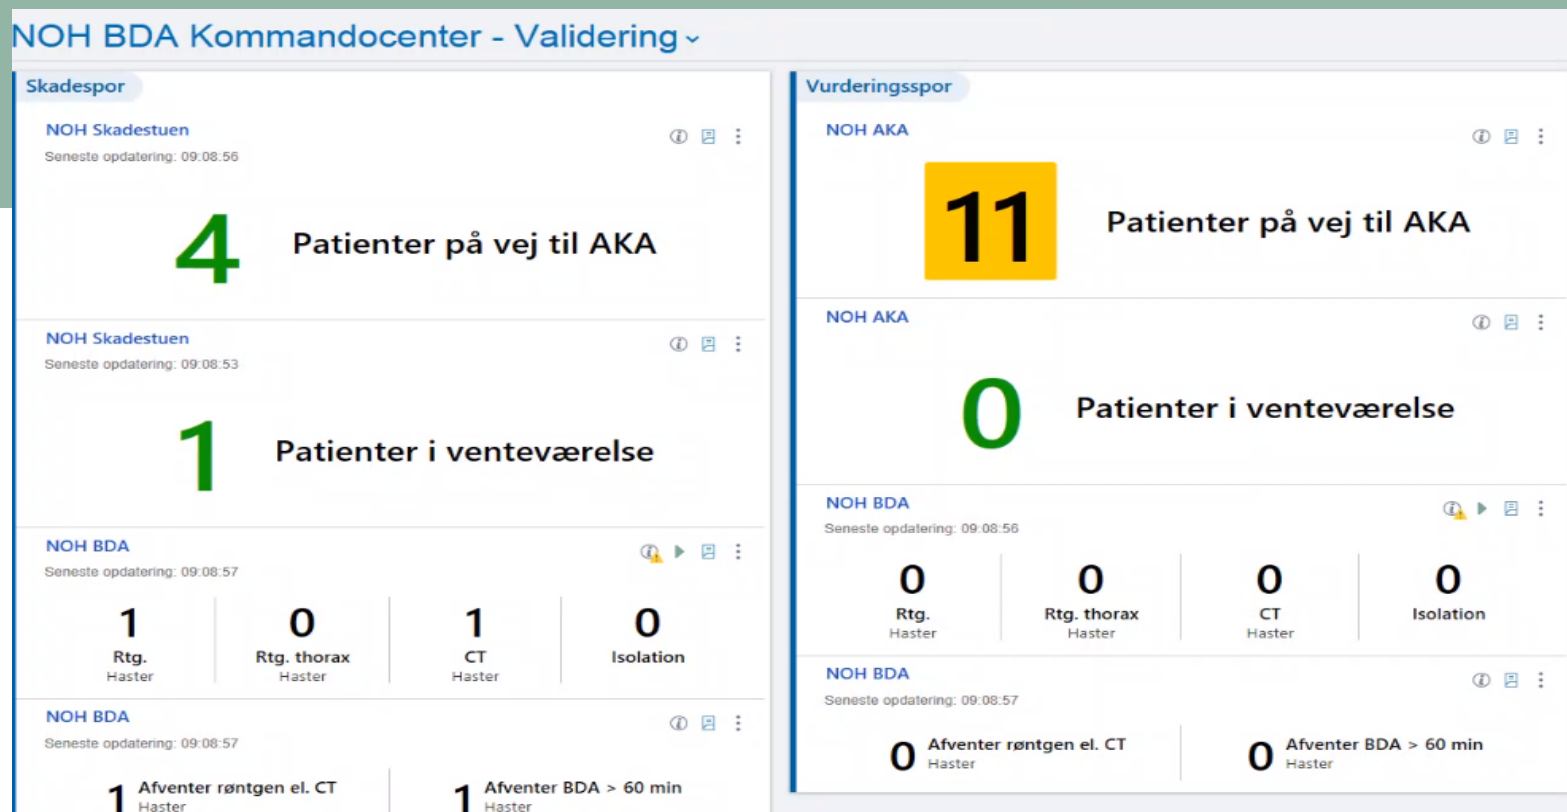 NOH BDA Kommandocenter - Validering
Skadespor
NOH Skadestuen
Seneste opdatering: 09:08:56
4 Patienter på vej til AKA
NOH Skadestuen
Seneste opdatering: 09:08:53
1 Patienter i venteværelse
NOH BDA
Seneste opdatering: 09:08:57
1 0 1 0
Rtg. Rtg. thorax CT Isolation
Haster Haster Haster
NOH BDA
Seneste opdatering: 09:08:57
1 Afventer røntgen el. CT 1 Afventer BDA > 60 min
Haster Haster
Vurderingsspor
NOH AKA
11 Patienter på vej til AKA
NOH AKA
0 Patienter i venteværelse
NOH BDA
Seneste opdatering: 09:08:56
0 0 0 0
Rtg. Rtg. thorax CT Isolation
Haster Haster Haster
NOH BDA
Seneste opdatering: 09:08:57
0 Afventer røntgen el. CT 0 Afventer BDA > 60 min
Haster Haster